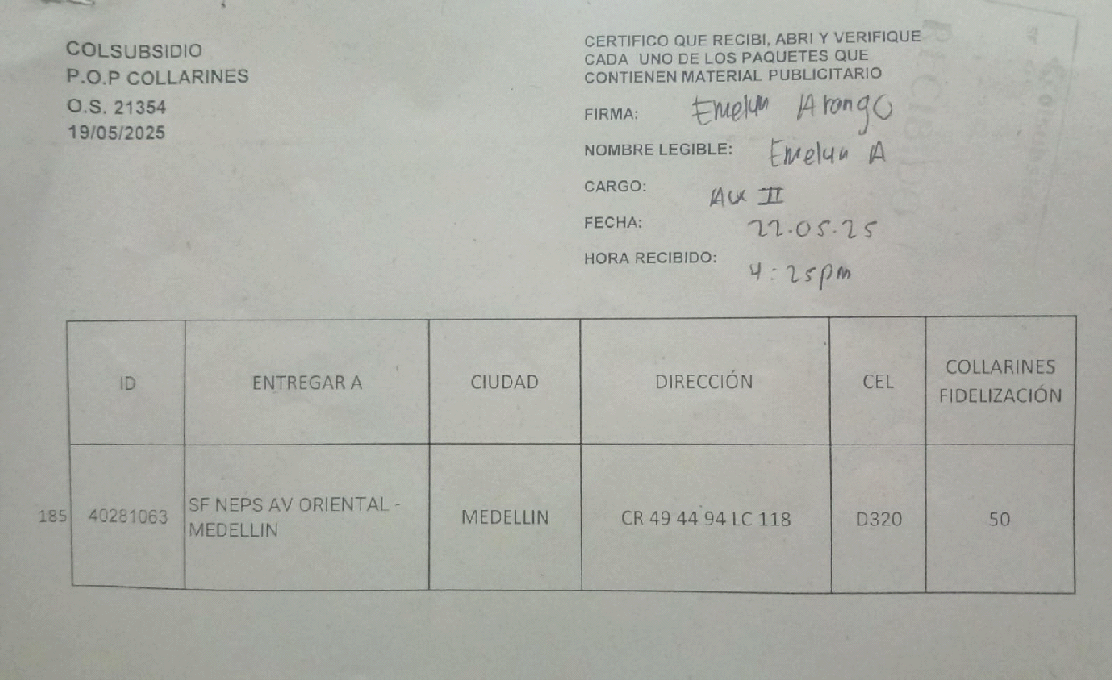 COLSUBSIDIO
P.O.P COLLARINES
O.S. 21354
19/05/2025
CERTIFICO QUE RECIBI, ABRI Y VERIFIQUE
CADA UNO DE LOS PAQUETES QUE
CONTIENEN MATERIAL PUBLICITARIO
FIRMA: Emelyn Arango
NOMBRE LEGIBLE: Emelyn A
CARGO: Aux II
FECHA: 22-05-25
HORA RECIBIDO: 4:25pm
ID ENTREGAR A CIUDAD DIRECCIÓN CEL COLLARINES FIDELIZACIÓN
185 40281063 SF NEPS AV ORIENTAL - MEDELLIN MEDELLIN CR 49 44 94 LC 118 D320 50
RECIBIDO